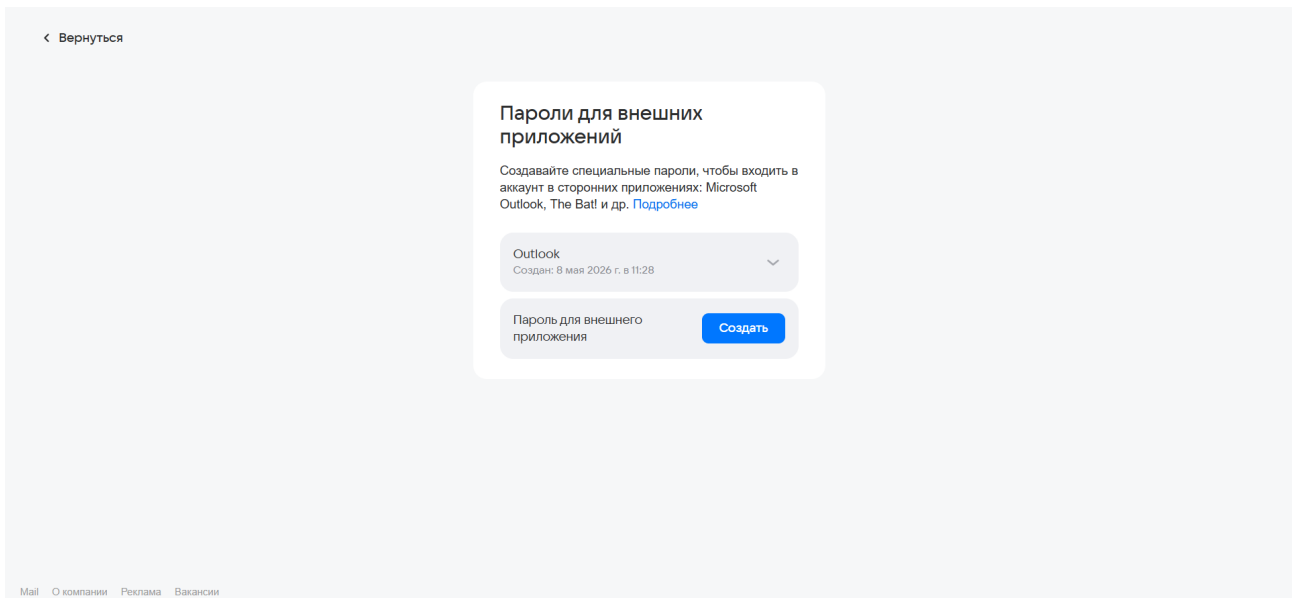 Вернуться
Пароли для внешних
приложений
Создавайте специальные пароли, чтобы входить в
аккаунт в сторонних приложениях: Microsoft
Outlook, The Bat! и др. Подробнее
Outlook
Создан: 8 мая 2026 г. в 11:28
Пароль для внешнего
приложения
Создать
Mail О компании Реклама Вакансии